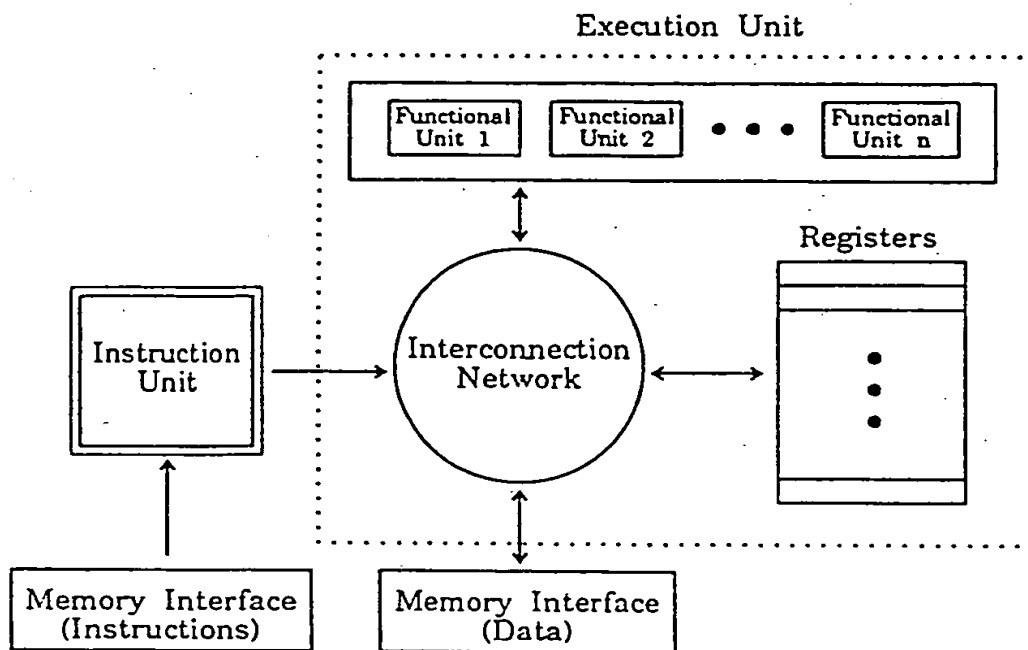 Execution Unit
Functional
Unit 1
Functional
Unit 2
Functional
Unit n
Registers
Instruction
Unit
Interconnection
Network
Memory Interface
(Instructions)
Memory Interface
(Data)